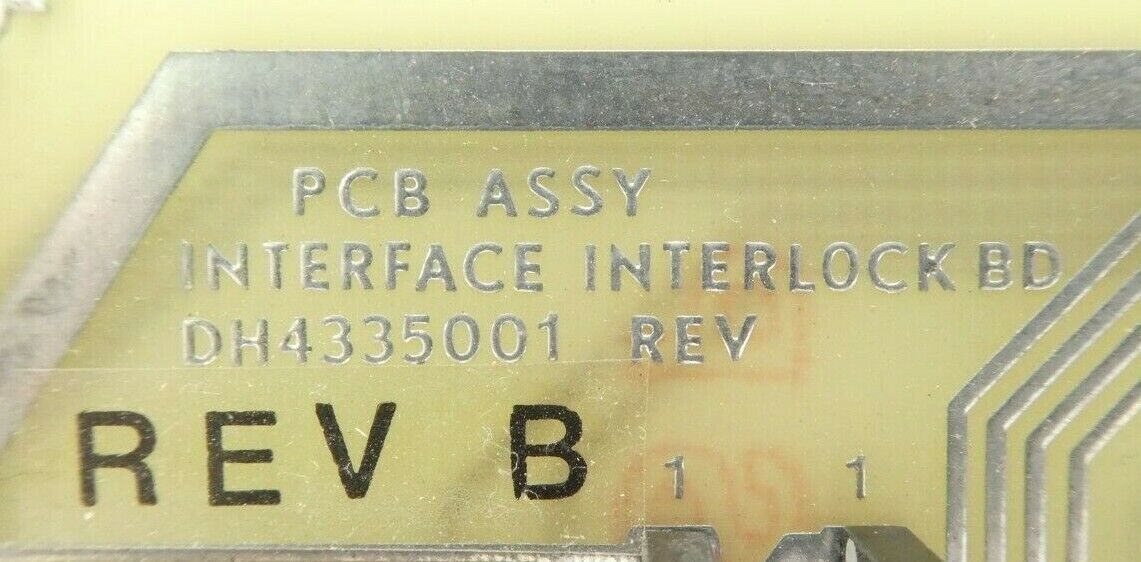 PCB ASSY
INTERFACE INTERLOCK BD
DH4335001 REV
REV B
1 1